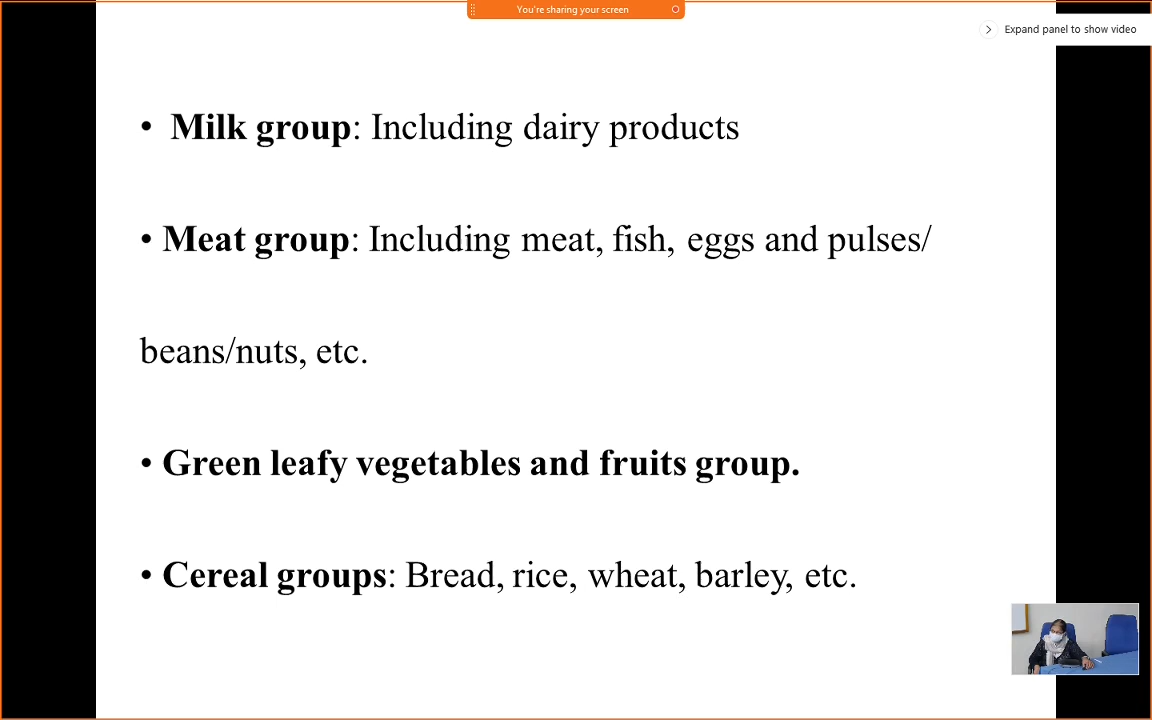 You're sharing your screen
Expand panel to show video
• Milk group: Including dairy products
• Meat group: Including meat, fish, eggs and pulses/
beans/nuts, etc.
• Green leafy vegetables and fruits group.
• Cereal groups: Bread, rice, wheat, barley, etc.